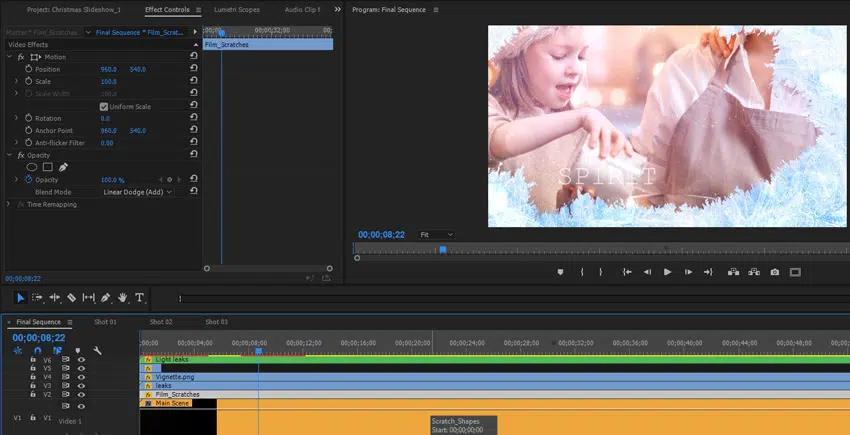 Project: Christmas Slideshow_1
Effect Controls
Lumetri Scopes
Audio Clip
Master * Film_Scratches
Final Sequence * Film_Scrat...
;00;00
00;00;32;00
00;
Video Effects
Film_Scratches
fx Motion
Position 960.0 540.0
Scale 100.0
Scale Width 100.0
Uniform Scale
Rotation 0.0
Anchor Point 960.0 540.0
Anti-flicker Filter 0.00
fx Opacity
Opacity 100.0 %
Blend Mode Linear Dodge (Add)
Time Remapping
00;00;08;22
Program: Final Sequence
SPIRIT
00;00;08;22 Fit
× Final Sequence
Shot 01
Shot 02
Shot 03
00;00;08;22
;00;00
00;00;04;00
00;00;08;00
00;00;12;00
00;00;16;00
00;00;20;00
00;00;24;00
00;00;28;00
00;00;32;00
00;00;36;00
00;00;40;00
00;00;44;00
00;00;48;00
V6 fx Light leaks
V5 fx
V4 fx Vignette.png
V3 fx leaks
V2 fx Film_Scratches
Main Scene
V1 V1 Video 1
Scratch_Shapes
Start: 00;00;00;00